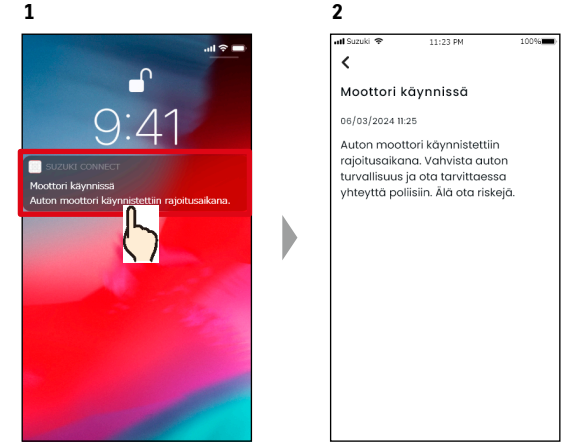 1
9:41
SUZUKI CONNECT
Moottori käynnissä
Auton moottori käynnistettiin rajoitusaikana.
2
Suzuki
11:23 PM
100%
Moottori käynnissä
06/03/2024 11:25
Auton moottori käynnistettiin
rajoitusaikana. Vahvista auton
turvallisuus ja ota tarvittaessa
yhteyttä poliisiin. Älä ota riskejä.